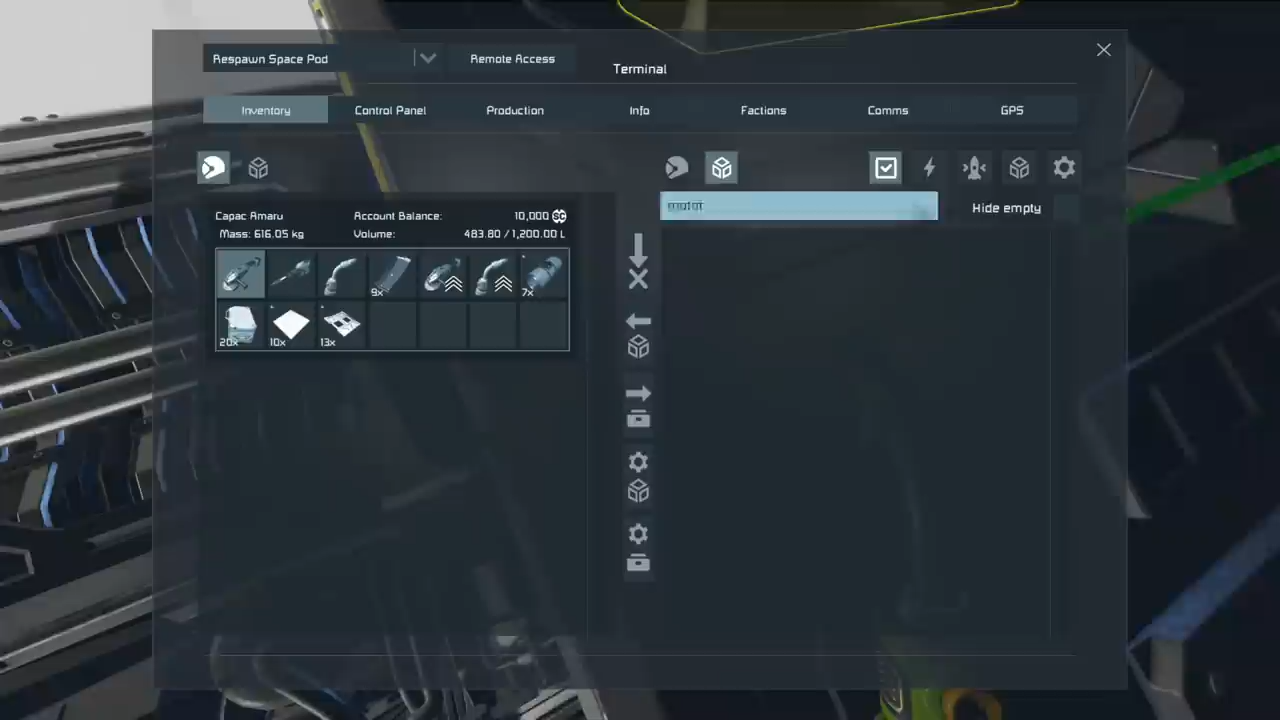 Respawn Space Pod
Remote Access
Terminal
Inventory
Control Panel
Production
Info
Factions
Comms
GPS
Capac Amaru
Account Balance:
10,000 SC
Mass: 616.05 kg
Volume:
483.80 / 1,200.00 L
Hide empty
9x
7x
20x
10x
13x